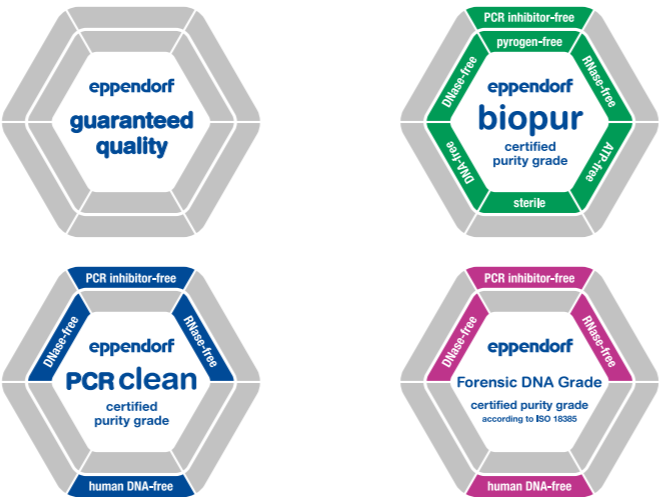 eppendorf
guaranteed
quality
PCR inhibitor-free
pyrogen-free
DNase-free
RNase-free
eppendorf
biopur
certified
purity grade
DNA-free
ATP-free
sterile
PCR inhibitor-free
DNase-free
RNase-free
eppendorf
PCR clean
certified
purity grade
human DNA-free
PCR inhibitor-free
DNase-free
RNase-free
eppendorf
Forensic DNA Grade
certified purity grade
according to ISO 18385
human DNA-free